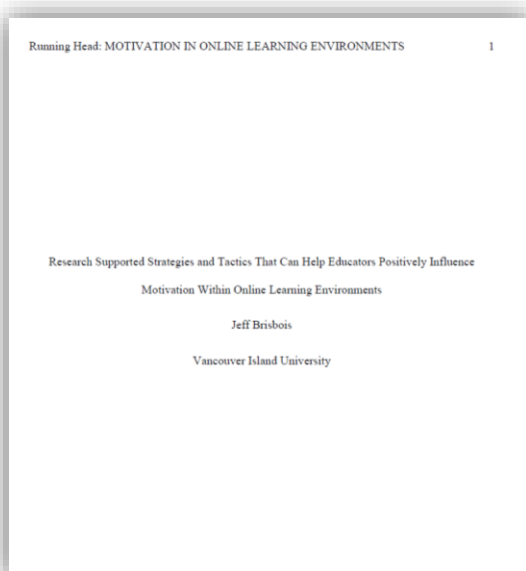 Running Head: MOTIVATION IN ONLINE LEARNING ENVIRONMENTS 1
Research Supported Strategies and Tactics That Can Help Educators Positively Influence
Motivation Within Online Learning Environments
Jeff Brisbois
Vancouver Island University